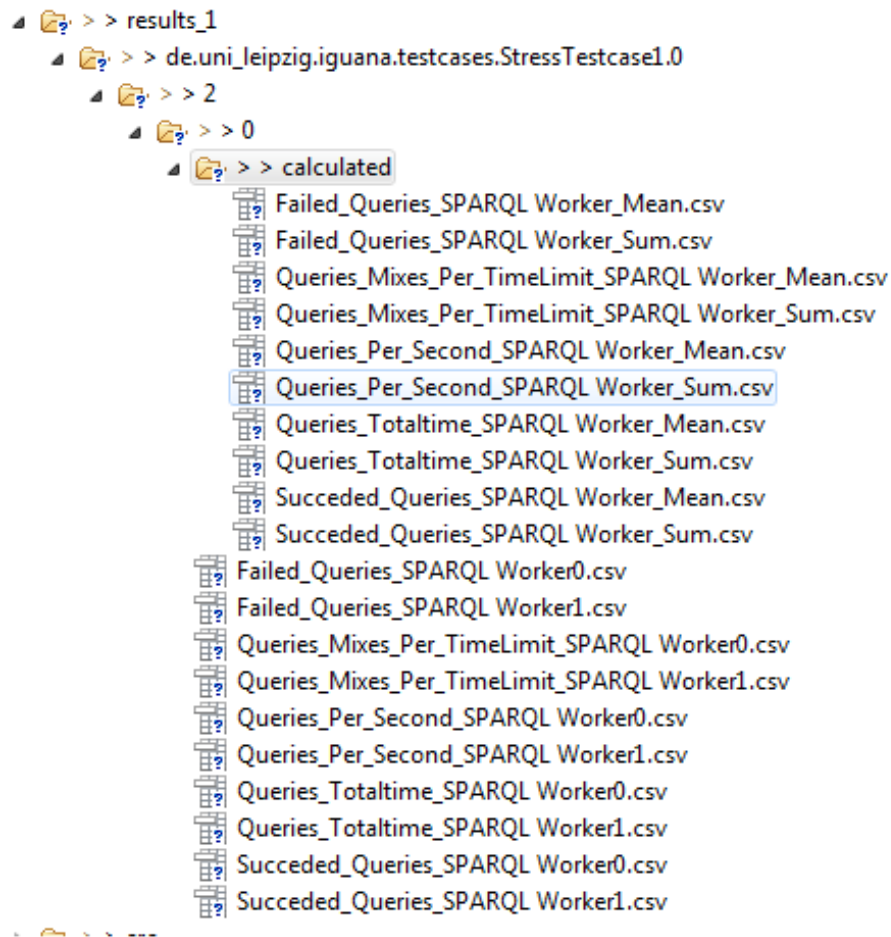 > > results_1
> > de.uni_leipzig.iguana.testcases.StressTestcase1.0
> > 2
> > 0
> > calculated
Failed_Queries_SPARQL Worker_Mean.csv
Failed_Queries_SPARQL Worker_Sum.csv
Queries_Mixes_Per_TimeLimit_SPARQL Worker_Mean.csv
Queries_Mixes_Per_TimeLimit_SPARQL Worker_Sum.csv
Queries_Per_Second_SPARQL Worker_Mean.csv
Queries_Per_Second_SPARQL Worker_Sum.csv
Queries_Totaltime_SPARQL Worker_Mean.csv
Queries_Totaltime_SPARQL Worker_Sum.csv
Succeded_Queries_SPARQL Worker_Mean.csv
Succeded_Queries_SPARQL Worker_Sum.csv
Failed_Queries_SPARQL Worker0.csv
Failed_Queries_SPARQL Worker1.csv
Queries_Mixes_Per_TimeLimit_SPARQL Worker0.csv
Queries_Mixes_Per_TimeLimit_SPARQL Worker1.csv
Queries_Per_Second_SPARQL Worker0.csv
Queries_Per_Second_SPARQL Worker1.csv
Queries_Totaltime_SPARQL Worker0.csv
Queries_Totaltime_SPARQL Worker1.csv
Succeded_Queries_SPARQL Worker0.csv
Succeded_Queries_SPARQL Worker1.csv